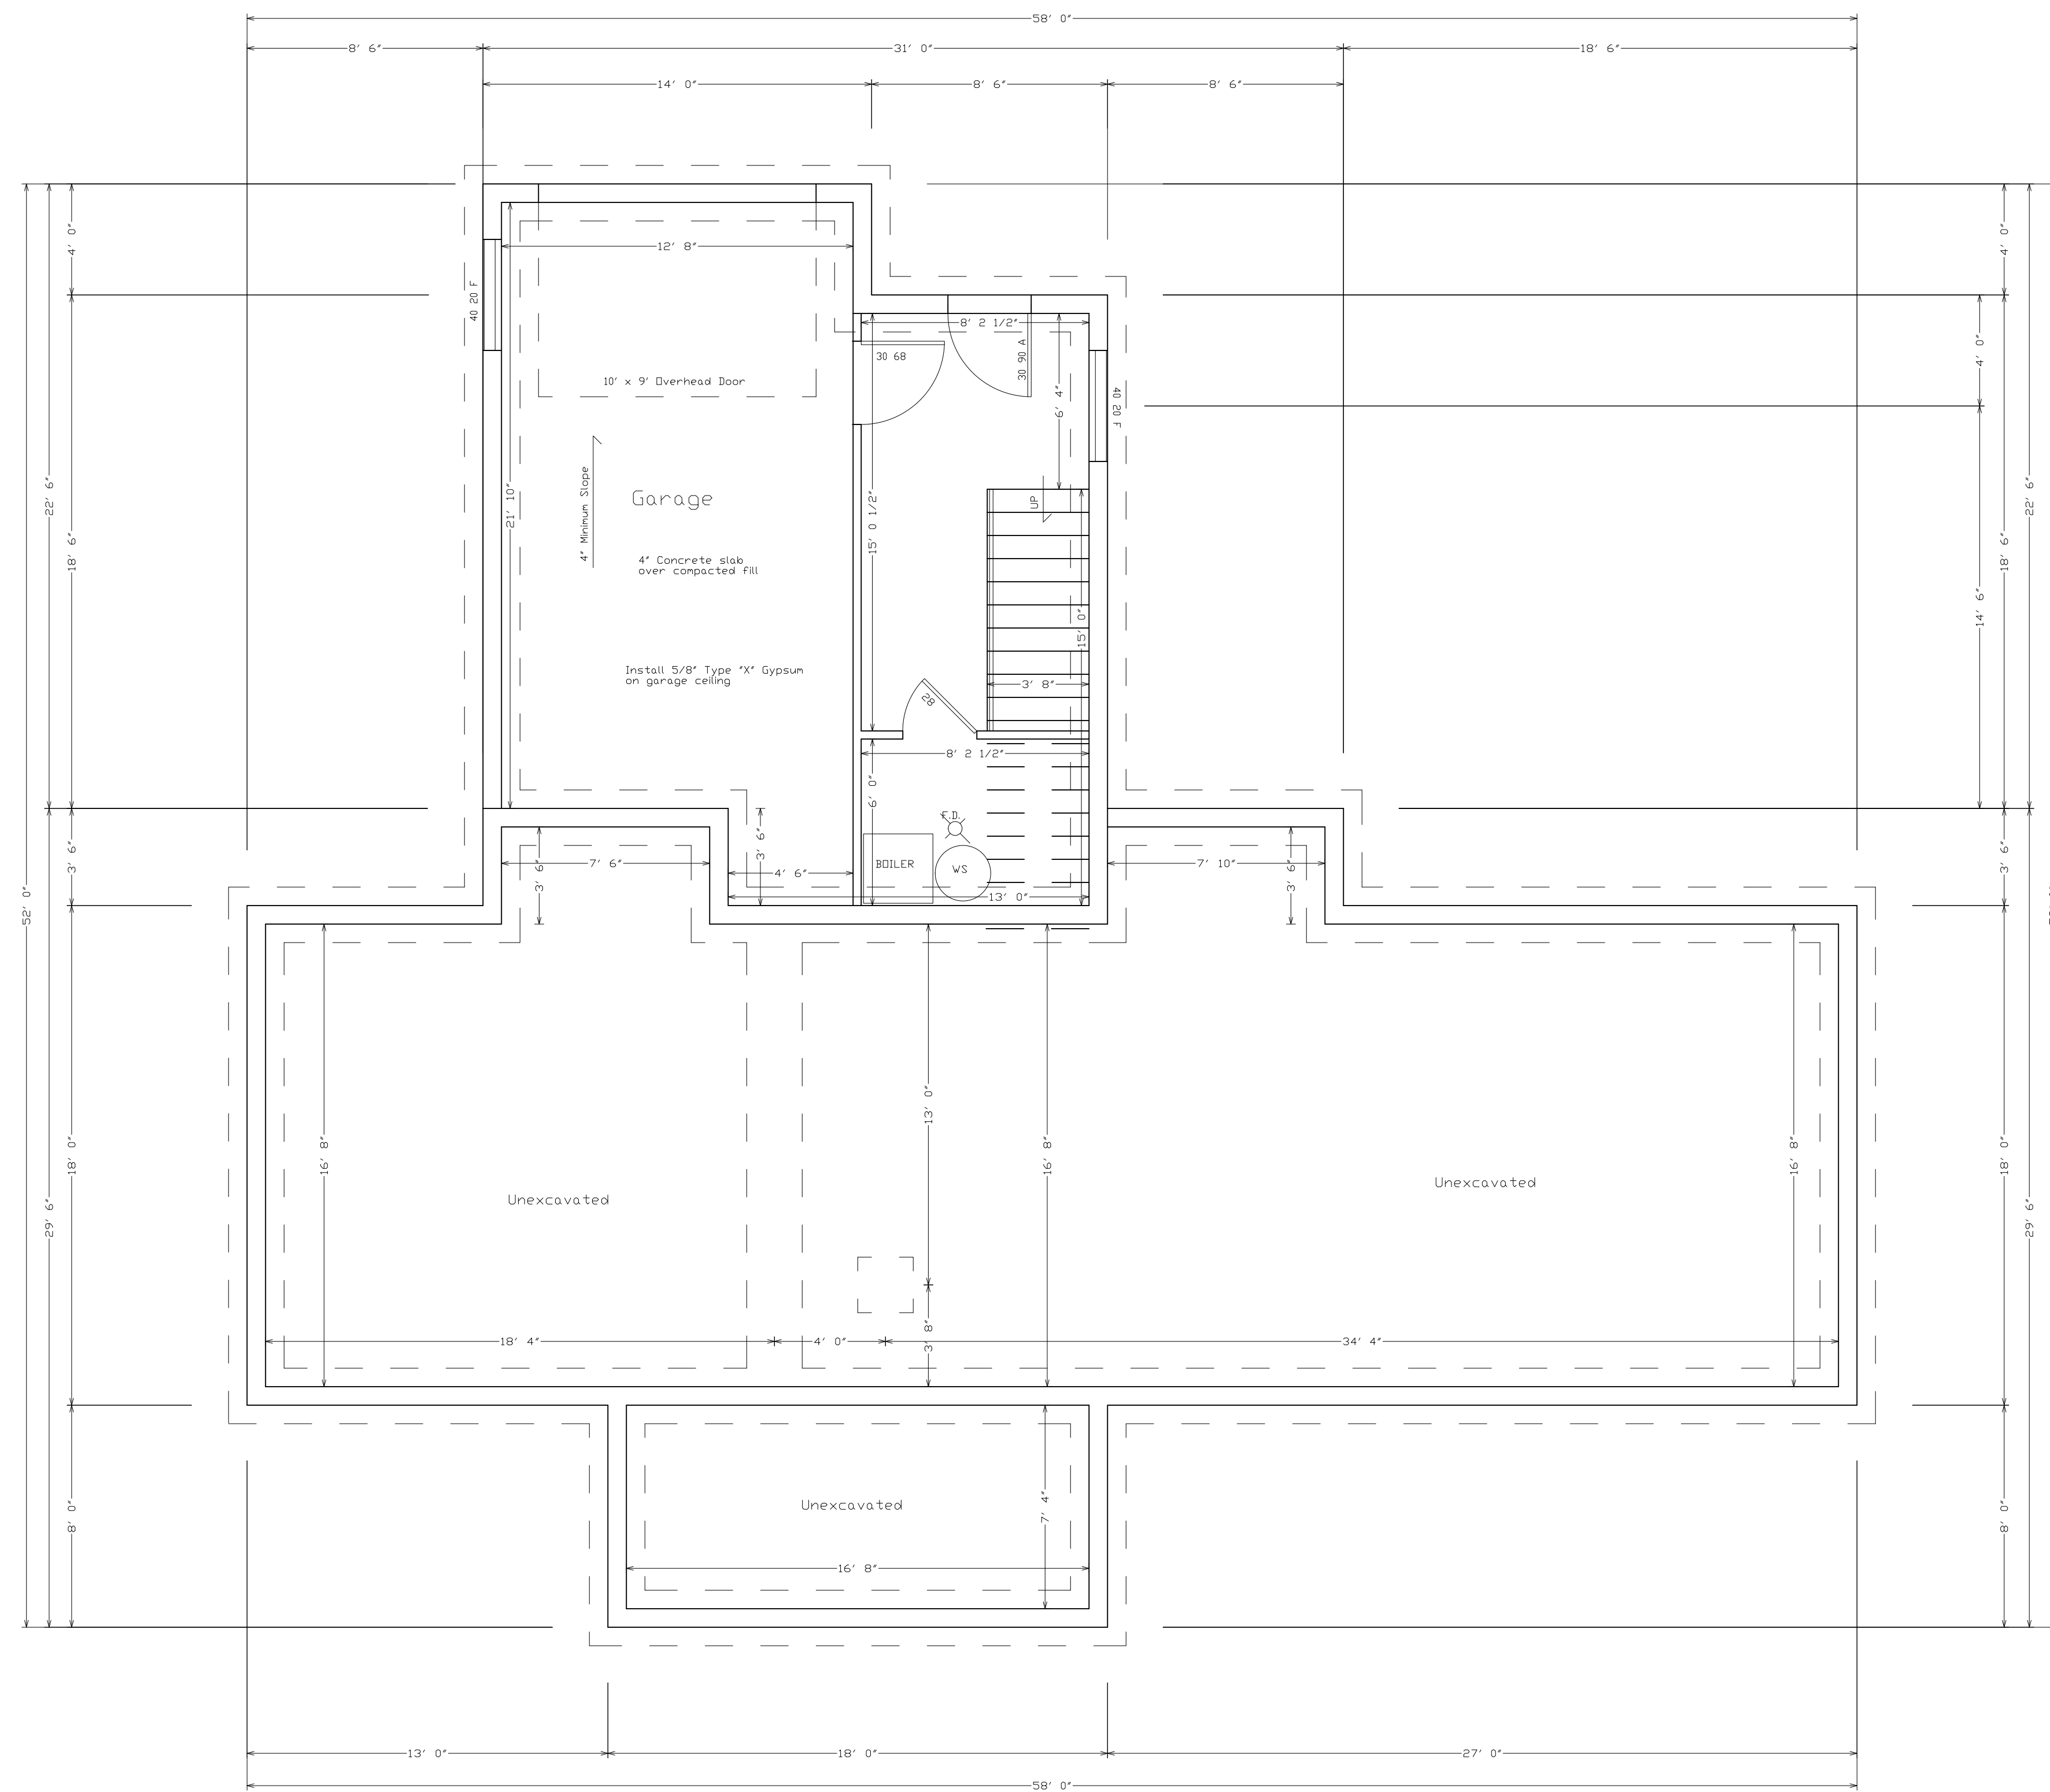 58' 0"
8' 6" 31' 0" 18' 6"
14' 0" 8' 6" 8' 6"
4' 0"
4' 0"
12' 8"
40 20 F
8' 2 1/2"
30 68
30 90 A
4' 0"
10' x 9' Overhead Door
6' 4"
40 20 F
22' 6"
18' 6"
4" Minimum Slope
21' 10"
Garage
15' 0 1/2"
UP
4" Concrete slab
over compacted fill
22' 6"
18' 6"
14' 6"
15' 0"
Install 5/8" Type "X" Gypsum
on garage ceiling
28
3' 8"
8' 2 1/2"
6' 0"
F.D.
3' 6"
3' 6"
7' 6"
3' 6"
4' 6"
BOILER
WS
7' 10"
3' 6"
3' 6"
13' 0"
52' 0"
13' 0"
18' 0"
16' 8"
16' 8"
16' 8"
18' 0"
Unexcavated
Unexcavated
29' 6"
29' 6"
18' 4" 4' 0" 3' 8" 34' 4"
8' 0"
Unexcavated
7' 4"
8' 0"
16' 8"
13' 0" 18' 0" 27' 0"
58' 0"